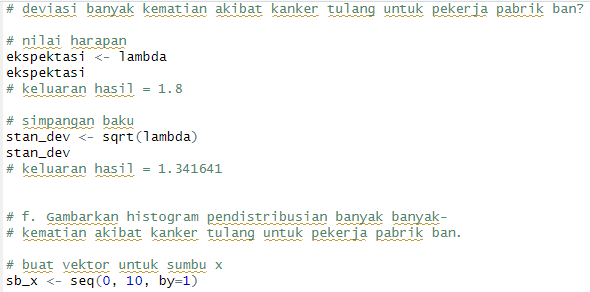 # deviasi banyak kematian akibat kanker tulang untuk pekerja pabrik ban?
# nilai harapan
ekspektasi <- lambda
ekspektasi
# keluaran hasil = 1.8
# simpangan baku
stan_dev <- sqrt(lambda)
stan_dev
# keluaran hasil = 1.341641
# f. Gambarkan histogram pendistribusian banyak banyak-
# kematian akibat kanker tulang untuk pekerja pabrik ban.
# buat vektor untuk sumbu x
sb_x <- seq(0, 10, by=1)